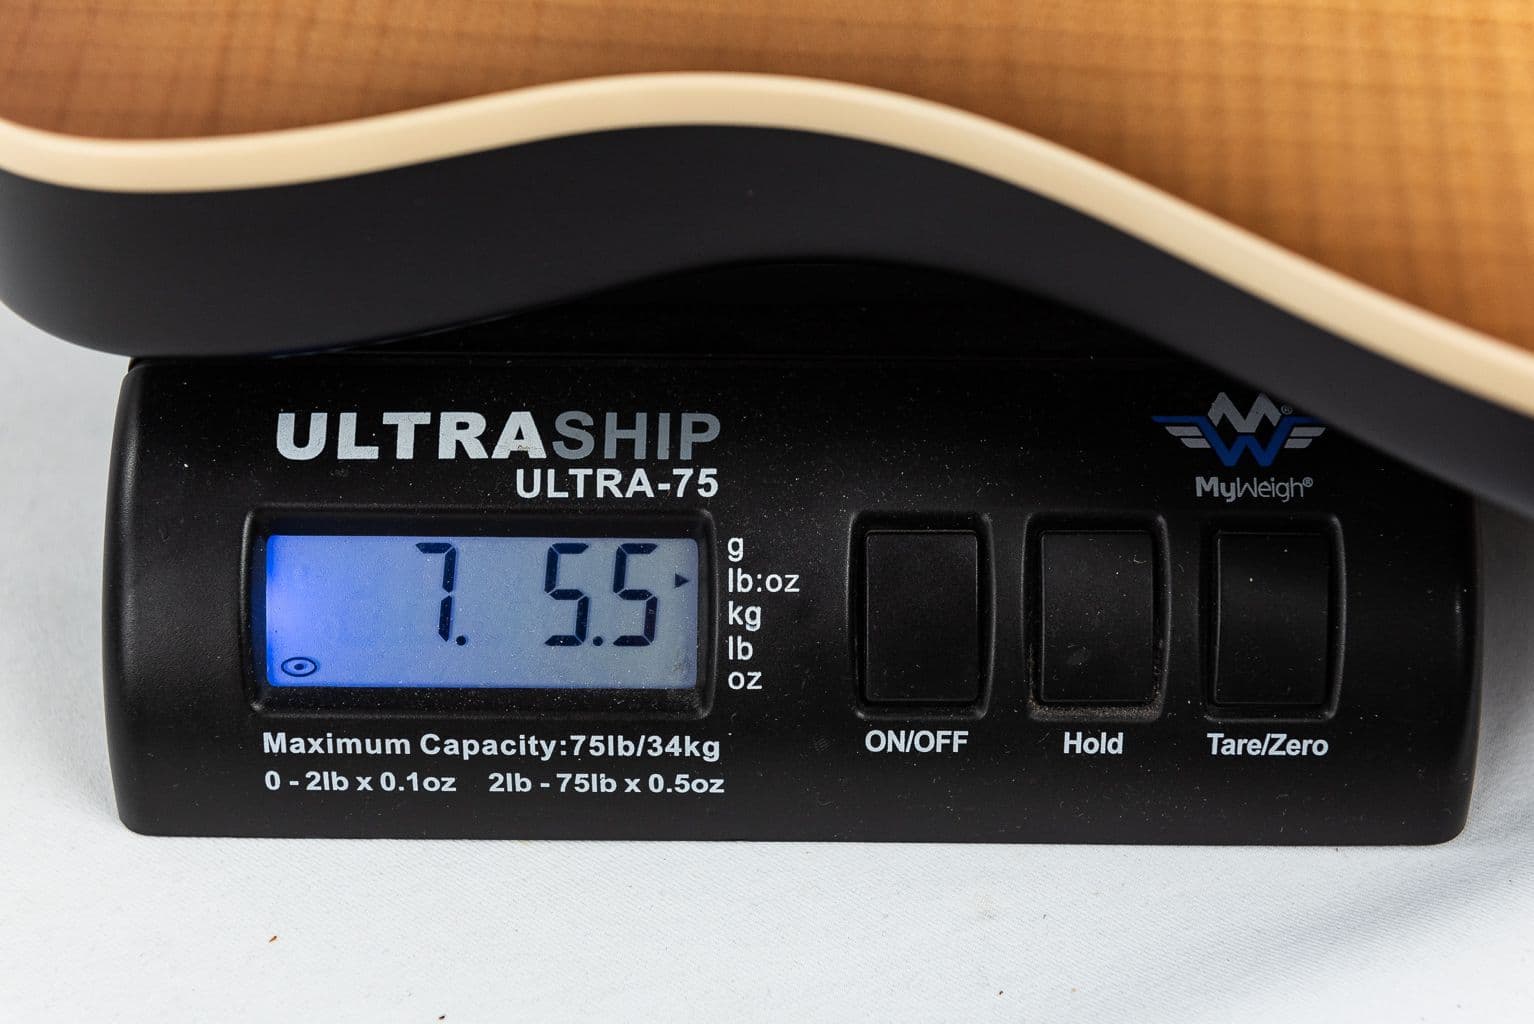 ULTRASHIP
ULTRA-75
MW®
MyWeigh®
7. 5.5
g
lb:oz
kg
lb
oz
ON/OFF
Hold
Tare/Zero
Maximum Capacity:75lb/34kg
0 - 2lb x 0.1oz 2lb - 75lb x 0.5oz